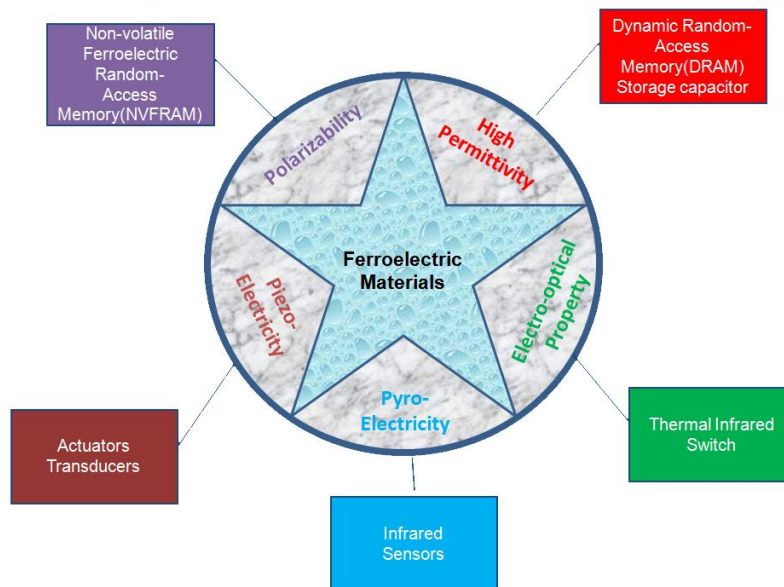 Non-volatile
Ferroelectric
Random-
Access
Memory(NVFRAM)
Dynamic Random-
Access
Memory(DRAM)
Storage capacitor
Polarizability
High
Permittivity
Ferroelectric
Materials
Piezo-
Electricity
Electro-optical
Property
Pyro-
Electricity
Actuators
Transducers
Thermal Infrared
Switch
Infrared
Sensors